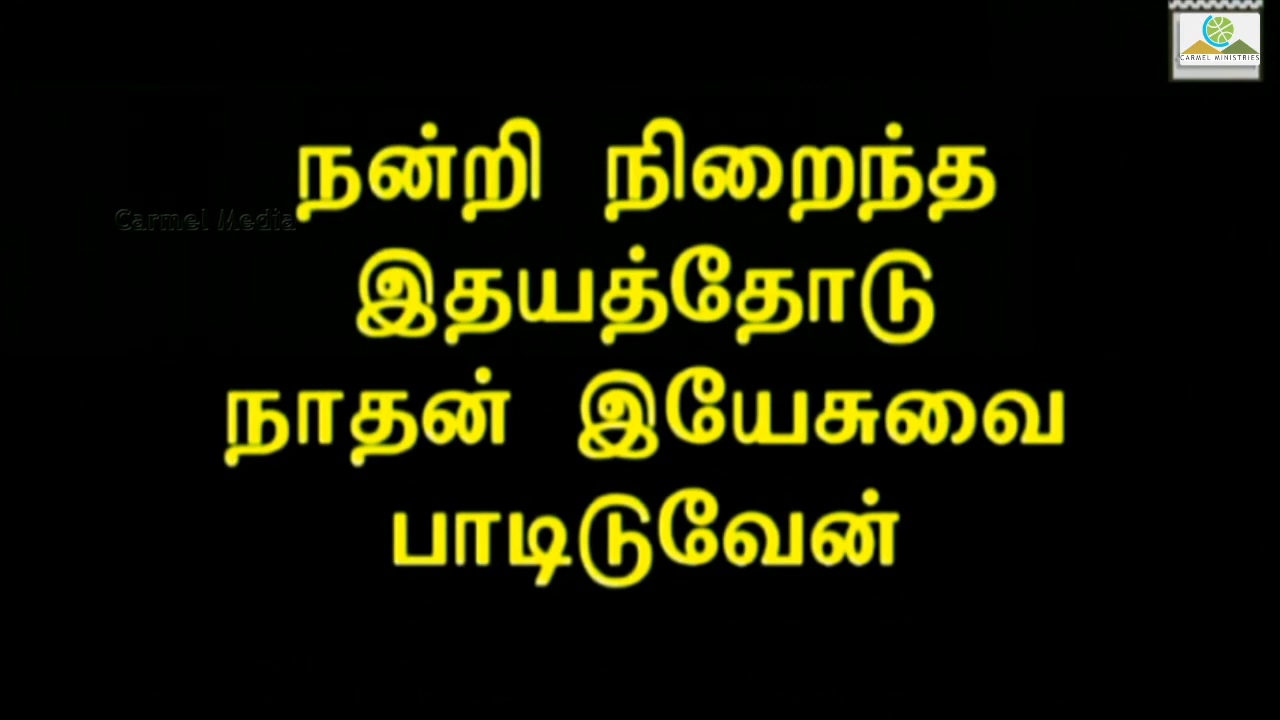 CARMEL MINISTRIES
நன்றி நிறைந்த
Carmel Media
இதயத்தோடு
நாதன் இயேசுவை
பாடிடுவேன்